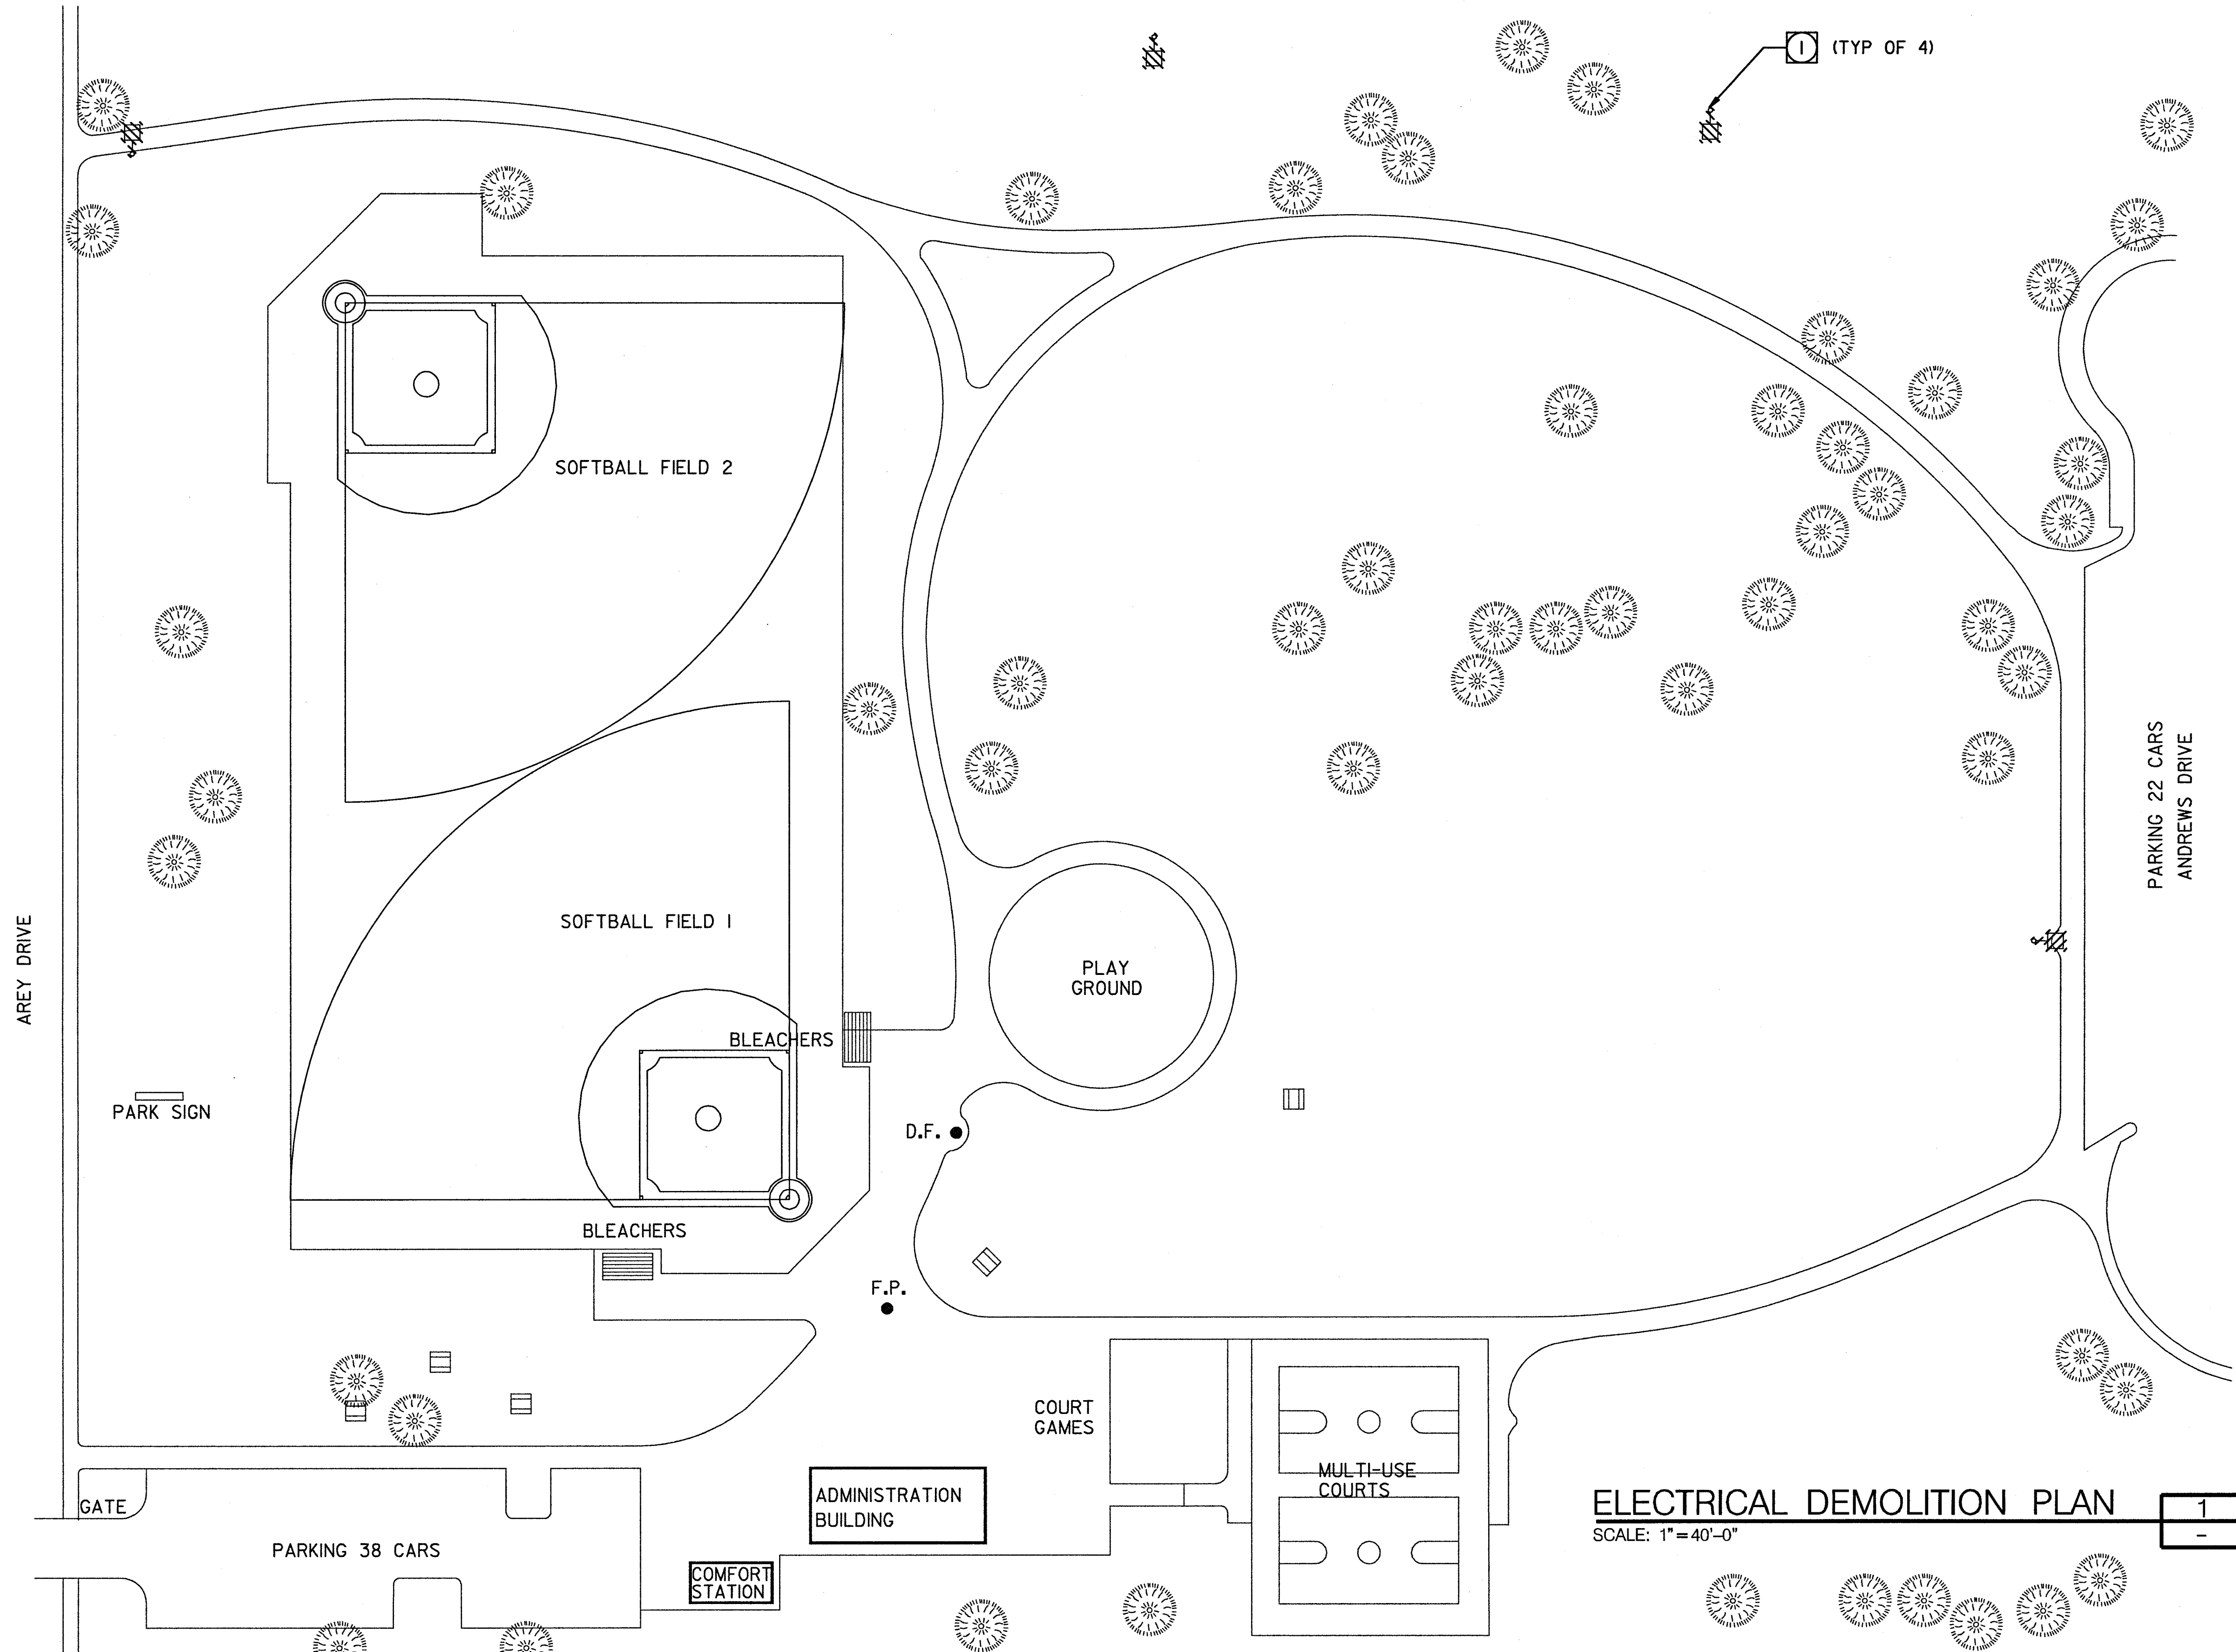 1 (TYP OF 4)
SOFTBALL FIELD 2
PARKING 22 CARS
ANDREWS DRIVE
AREY DRIVE
SOFTBALL FIELD 1
PLAY
GROUND
BLEACHERS
PARK SIGN
D.F.
BLEACHERS
F.P.
COURT
GAMES
MULTI-USE
COURTS
GATE
ADMINISTRATION
BUILDING
PARKING 38 CARS
COMFORT
STATION
ELECTRICAL DEMOLITION PLAN
1
-
SCALE: 1"=40'-0"